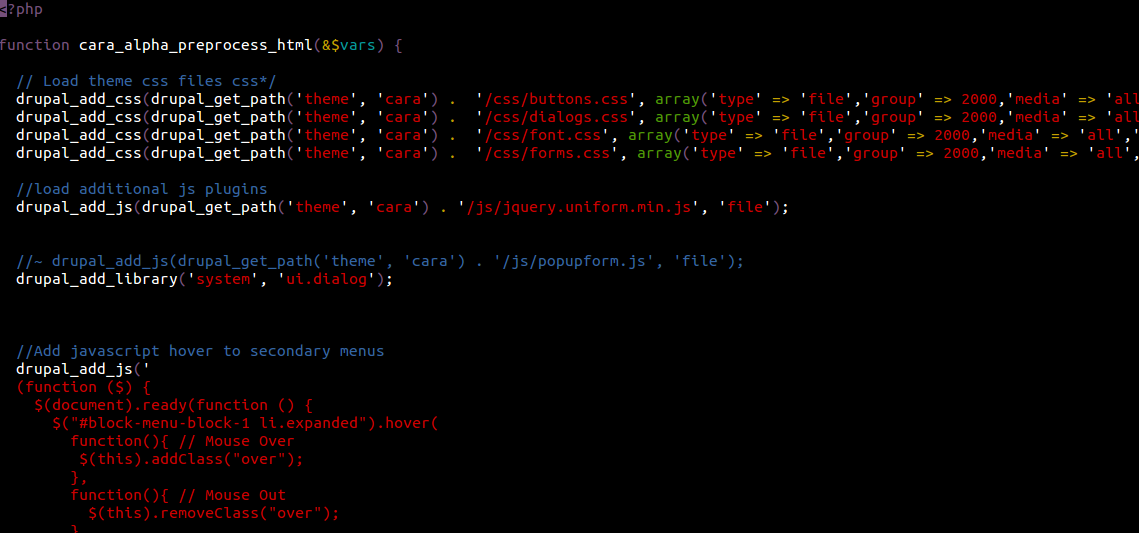 <?php
function cara_alpha_preprocess_html(&$vars) {
// Load theme css files css*/
drupal_add_css(drupal_get_path('theme', 'cara') .  '/css/buttons.css', array('type' => 'file','group' => 2000,'media' => 'all
drupal_add_css(drupal_get_path('theme', 'cara') .  '/css/dialogs.css', array('type' => 'file','group' => 2000,'media' => 'all
drupal_add_css(drupal_get_path('theme', 'cara') .  '/css/font.css', array('type' => 'file','group' => 2000,'media' => 'all',
drupal_add_css(drupal_get_path('theme', 'cara') .  '/css/forms.css', array('type' => 'file','group' => 2000,'media' => 'all',
//load additional js plugins
drupal_add_js(drupal_get_path('theme', 'cara') . '/js/jquery.uniform.min.js', 'file');
//~ drupal_add_js(drupal_get_path('theme', 'cara') . '/js/popupform.js', 'file');
drupal_add_library('system', 'ui.dialog');
//Add javascript hover to secondary menus
drupal_add_js('
(function ($) {
$(document).ready(function () {
$("#block-menu-block-1 li.expanded").hover(
function(){ // Mouse Over
$(this).addClass("over");
},
function(){ // Mouse Out
$(this).removeClass("over");
}